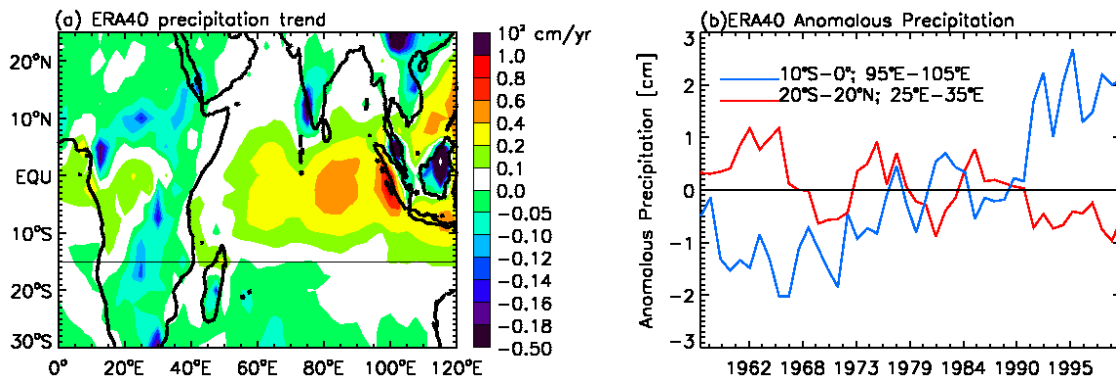 (a) ERA40 precipitation trend
10² cm/yr
20°N
10°N
EQU
10°S
20°S
30°S
0°
20°E
40°E
60°E
80°E
100°E
120°E
1.0
0.8
0.6
0.4
0.2
0.1
0.0
-0.05
-0.10
-0.12
-0.14
-0.16
-0.18
-0.50
(b)ERA40 Anomalous Precipitation
Anomalous Precipitation [cm]
3
2
1
0
-1
-2
-3
10°S-0°; 95°E-105°E
20°S-20°N; 25°E-35°E
1962
1968
1973
1979
1984
1990
1995